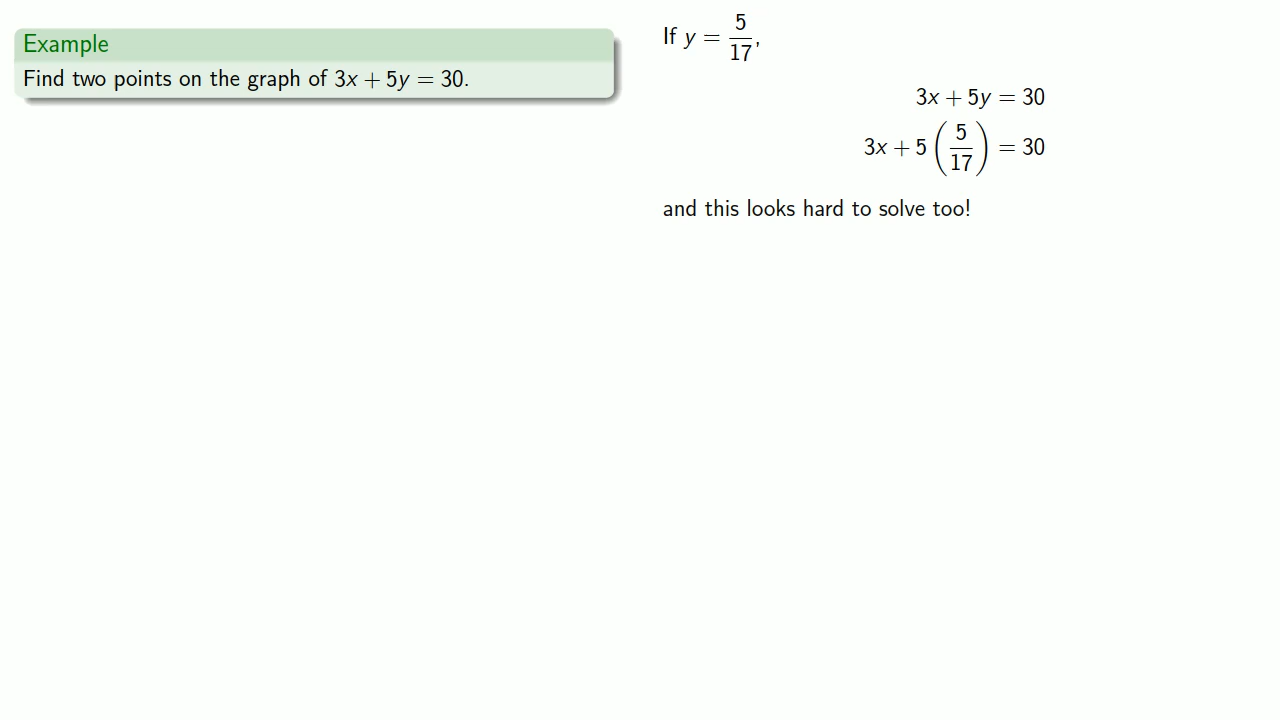 Example
Find two points on the graph of 3x + 5y = 30.
If y = 5/17,
3x + 5y = 30
3x + 5 (5/17) = 30
and this looks hard to solve too!